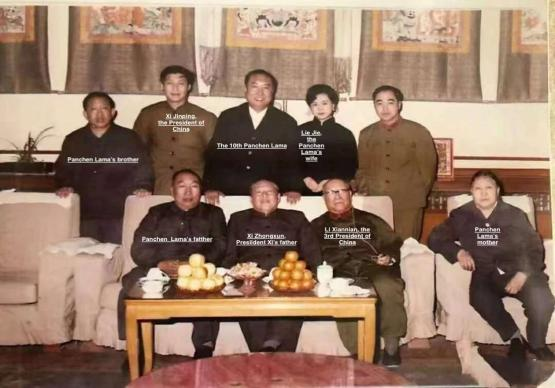 Xi Jinping,
the President of
China
The 10th Panchen Lama
Lie Jie,
the
Panchen
Lama's
wife
Panchen Lama's brother
Panchen Lama's father
Xi Zhongxun,
President Xi's father
Li Xiannian, the
3rd President of
China
Panchen
Lama's
mother